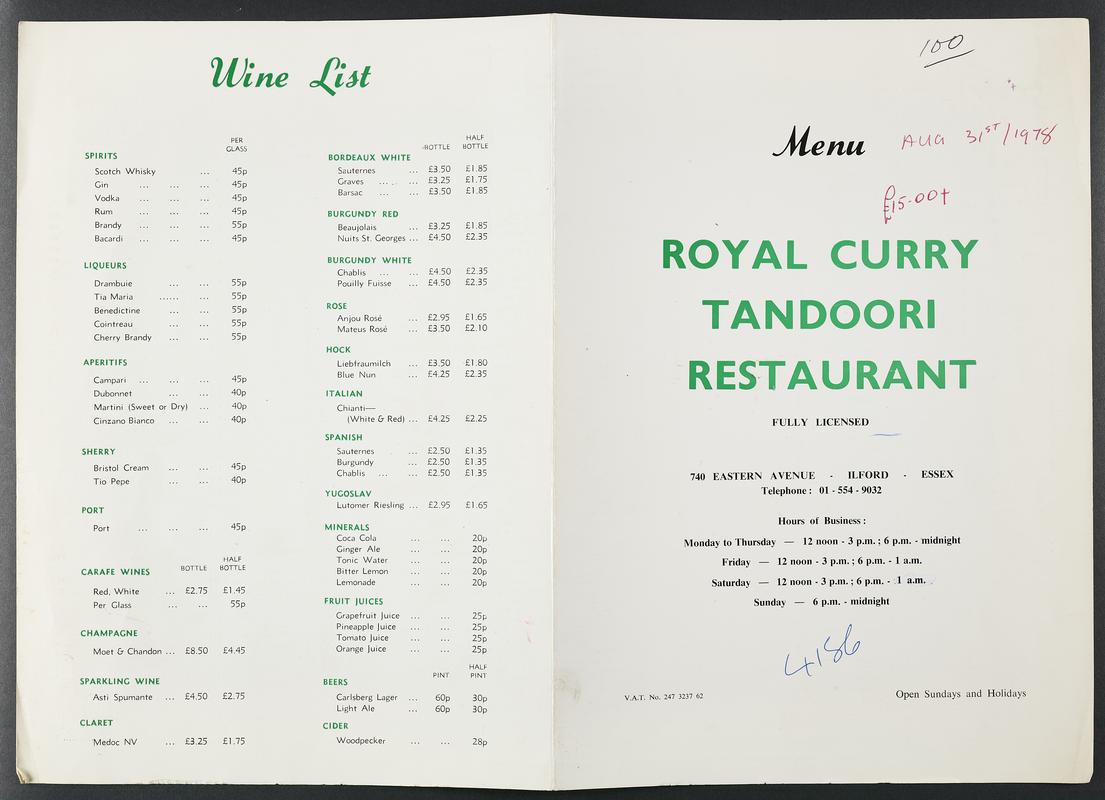 Wine List
PER
GLASS
SPIRITS
Scotch Whisky ... 45p
Gin ... ... ... 45p
Vodka ... ... ... 45p
Rum ... ... ... 45p
Brandy ... ... ... 55p
Bacardi ... ... ... 45p
LIQUEURS
Drambuie ... ... 55p
Tia Maria ...... ... 55p
Benedictine ... ... 55p
Cointreau ... ... 55p
Cherry Brandy ... ... 55p
APERITIFS
Campari ... ... ... 45p
Dubonnet ... ... 40p
Martini (Sweet or Dry) ... 40p
Cinzano Bianco ... ... 40p
SHERRY
Bristol Cream ... ... 45p
Tio Pepe ... ... 40p
PORT
Port ... ... ... 45p
HALF
CARAFE WINES BOTTLE BOTTLE
Red, White ... £2.75 £1.45
Per Glass ... ... 55p
CHAMPAGNE
Moet & Chandon ... £8.50 £4.45
SPARKLING WINE
Asti Spumante ... £4.50 £2.75
CLARET
Medoc NV ... £3.25 £1.75
HALF
BOTTLE BOTTLE
BORDEAUX WHITE
Sauternes ... £3.50 £1.85
Graves ... ... £3.25 £1.75
Barsac ... ... £3.50 £1.85
BURGUNDY RED
Beaujolais ... £3.25 £1.85
Nuits St. Georges ... £4.50 £2.35
BURGUNDY WHITE
Chablis ... ... £4.50 £2.35
Pouilly Fuisse ... £4.50 £2.35
ROSE
Anjou Rosé ... £2.95 £1.65
Mateus Rosé ... £3.50 £2.10
HOCK
Liebfraumilch ... £3.50 £1.80
Blue Nun ... £4.25 £2.35
ITALIAN
Chianti—
(White & Red) ... £4.25 £2.25
SPANISH
Sauternes ... £2.50 £1.35
Burgundy ... £2.50 £1.35
Chablis ... ... £2.50 £1.35
YUGOSLAV
Lutomer Riesling ... £2.95 £1.65
MINERALS
Coca Cola ... ... 20p
Ginger Ale ... ... 20p
Tonic Water ... ... 20p
Bitter Lemon ... ... 20p
Lemonade ... ... 20p
FRUIT JUICES
Grapefruit Juice ... ... 25p
Pineapple Juice ... ... 25p
Tomato Juice ... ... 25p
Orange Juice ... ... 25p
HALF
PINT PINT
BEERS
Carlsberg Lager ... 60p 30p
Light Ale ... 60p 30p
CIDER
Woodpecker ... ... 28p
100
Menu AUG 31ST/1978
£15.00+
ROYAL CURRY
TANDOORI
RESTAURANT
FULLY LICENSED
740 EASTERN AVENUE - ILFORD - ESSEX
Telephone: 01 - 554 - 9032
Hours of Business:
Monday to Thursday — 12 noon - 3 p.m.; 6 p.m. - midnight
Friday — 12 noon - 3 p.m.; 6 p.m. - 1 a.m.
Saturday — 12 noon - 3 p.m.; 6 p.m. - 1 a.m.
Sunday — 6 p.m. - midnight
4186
V.A.T. No. 247 3237 62
Open Sundays and Holidays